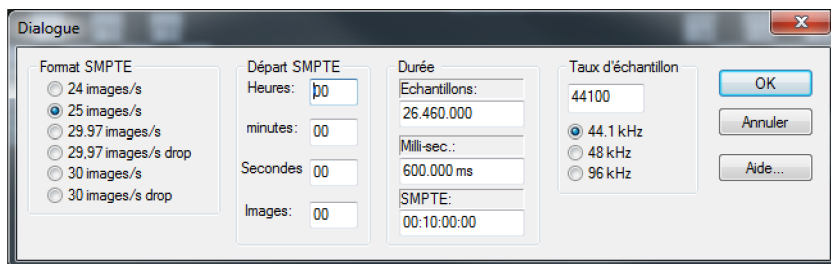 Dialogue
Format SMPTE
24 images/s
25 images/s
29.97 images/s
29,97 images/s drop
30 images/s
30 images/s drop
Départ SMPTE
Heures: 00
minutes: 00
Secondes 00
Images: 00
Durée
Echantillons:
26.460.000
Milli-sec.:
600.000 ms
SMPTE:
00:10:00:00
Taux d'échantillon
44100
44.1 kHz
48 kHz
96 kHz
OK
Annuler
Aide...